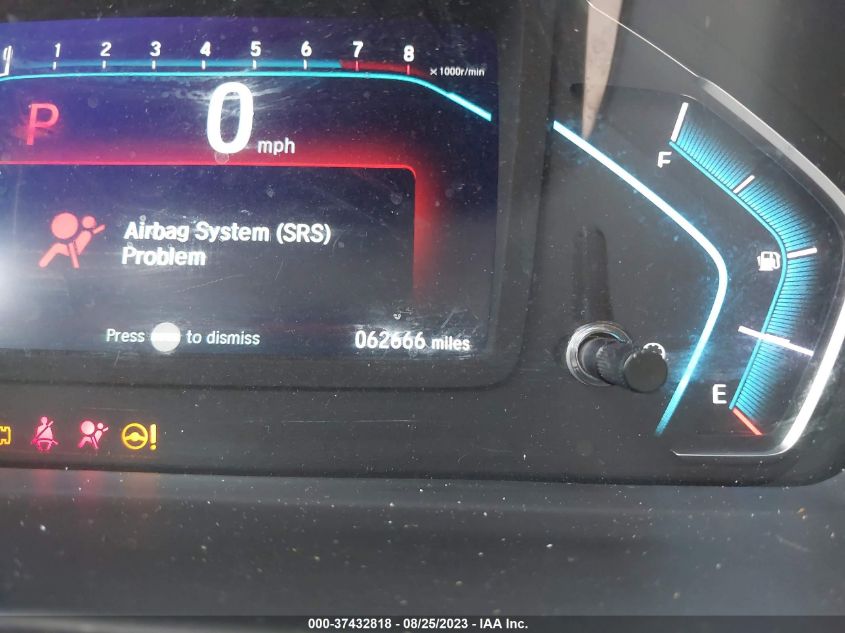 1 2 3 4 5 6 7 8
x 1000r/min
P
0 mph
F
Airbag System (SRS)
Problem
Press to dismiss
062666 miles
E
!
000-37432818 - 08/25/2023 - IAA Inc.